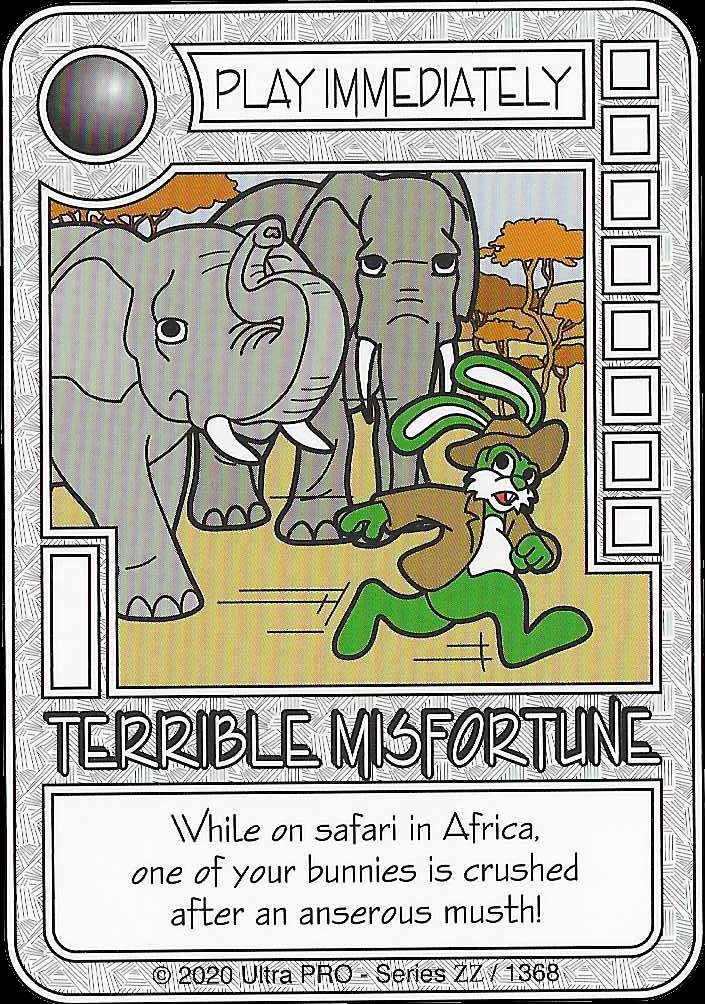 PLAY IMMEDIATELY
TERRIBLE MISFORTUNE
While on safari in Africa,
one of your bunnies is crushed
after an anserous musth!
© 2020 Ultra PRO - Series ZZ / 1368